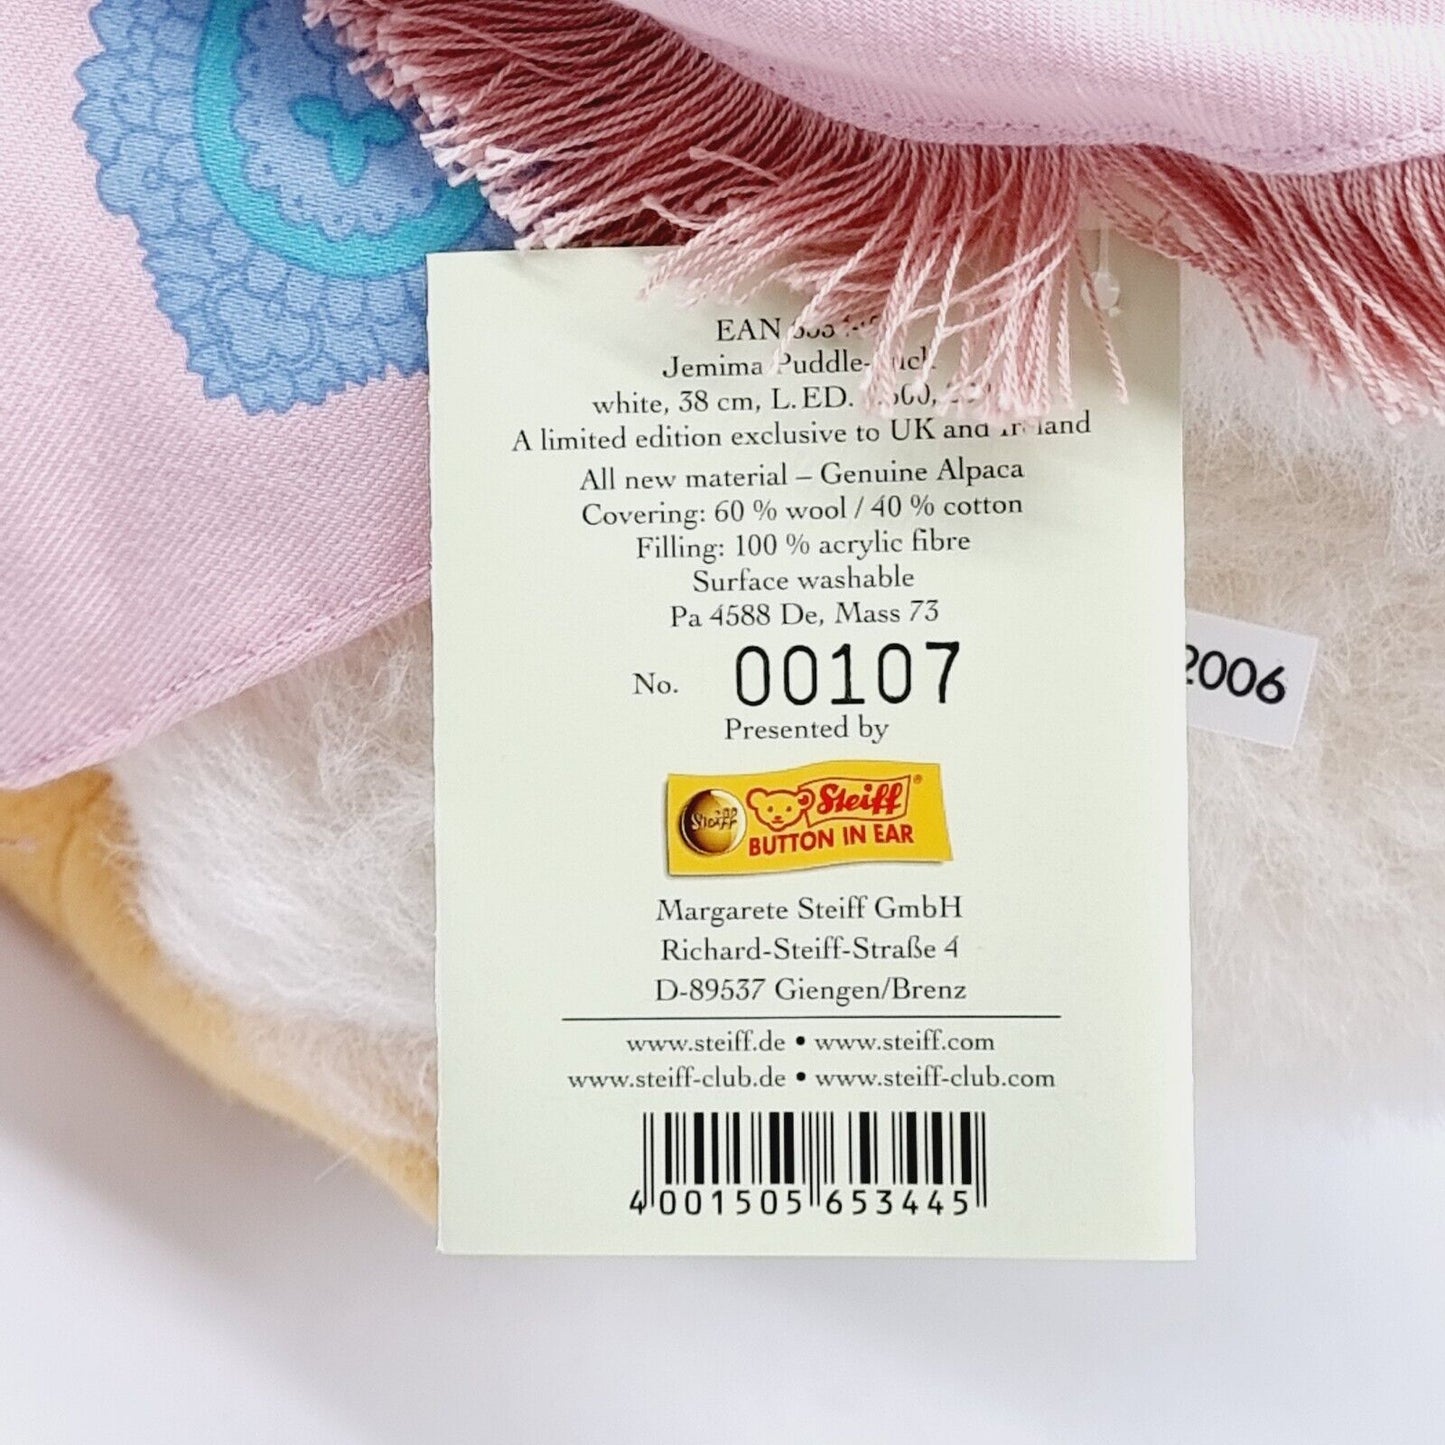 EAN
Jemima
white, 38 cm, L.ED.
A limited edition exclusive to UK and
All new material – Genuine Alpaca
Covering: 60 % wool / 40 % cotton
Filling: 100 % acrylic fibre
Surface washable
Pa 4588 De, Mass 73
No. 00107
2006
Presented by
Steiff
Steiff®
BUTTON IN EAR
Margarete Steiff GmbH
Richard-Steiff-Straße 4
D-89537 Giengen/Brenz
www.steiff.de • www.steiff.com
www.steiff-club.de • www.steiff-club.com
4 001505 653445